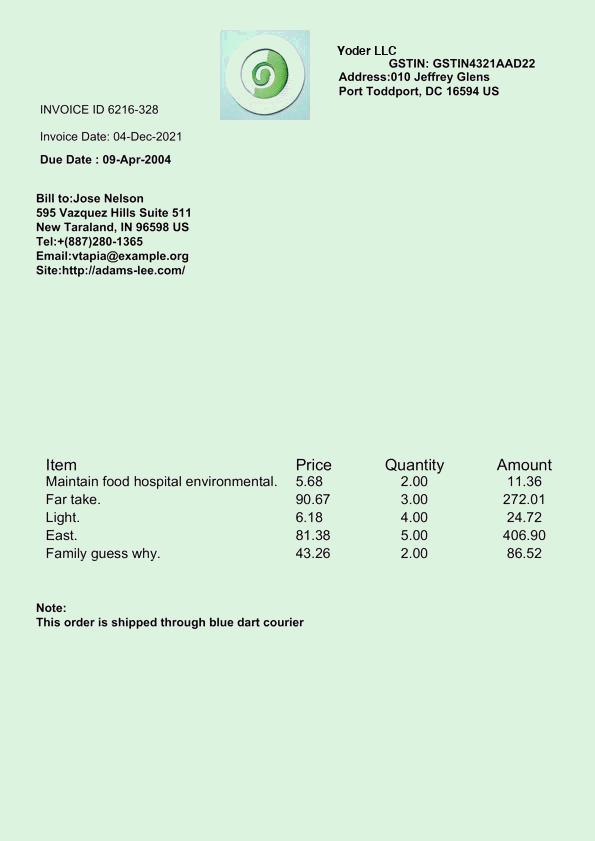 Yoder LLC
GSTIN: GSTIN4321AAD22
Address:010 Jeffrey Glens
Port Toddport, DC 16594 US
INVOICE ID 6216-328
Invoice Date: 04-Dec-2021
Due Date : 09-Apr-2004
Bill to:Jose Nelson
595 Vazquez Hills Suite 511
New Taraland, IN 96598 US
Tel:+(887)280-1365
Email:vtapia@example.org
Site:http://adams-lee.com/
Item Price Quantity Amount
Maintain food hospital environmental. 5.68 2.00 11.36
Far take. 90.67 3.00 272.01
Light. 6.18 4.00 24.72
East. 81.38 5.00 406.90
Family guess why. 43.26 2.00 86.52
Note:
This order is shipped through blue dart courier